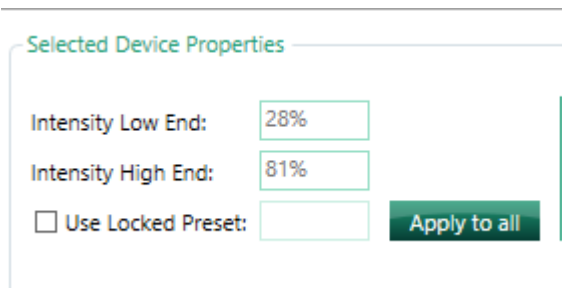 Selected Device Properties
Intensity Low End: 28%
Intensity High End: 81%
Use Locked Preset: Apply to all